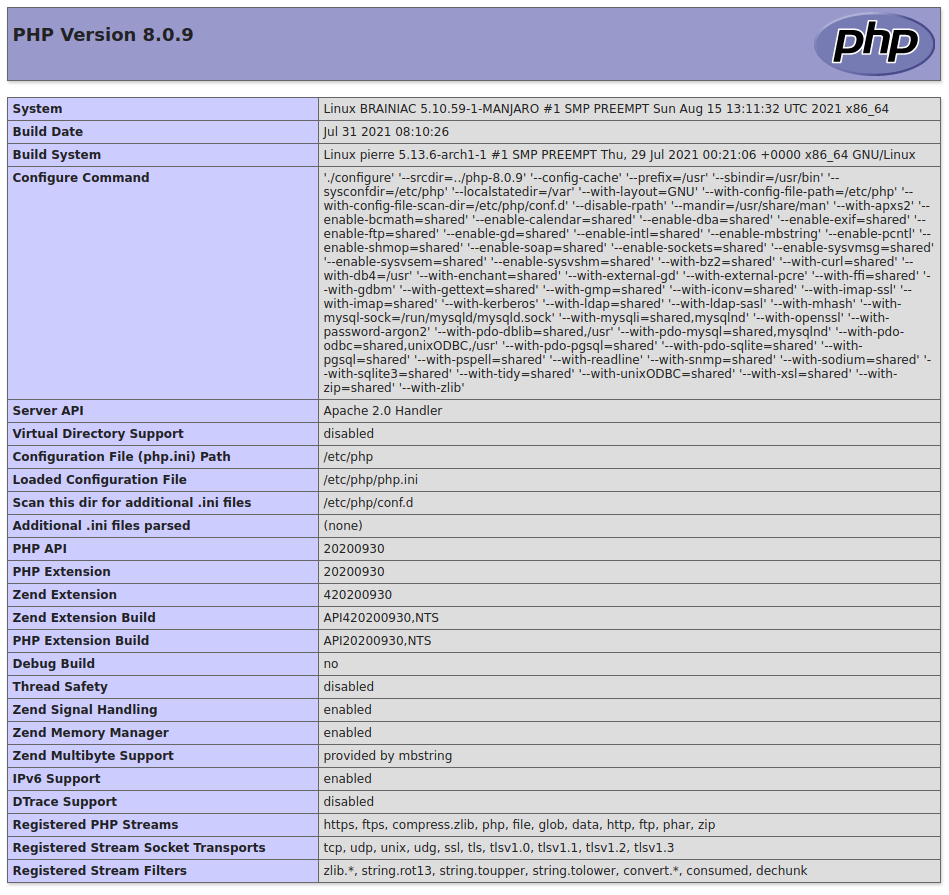 PHP Version 8.0.9
php
System Linux BRAINIAC 5.10.59-1-MANJARO #1 SMP PREEMPT Sun Aug 15 13:11:32 UTC 2021 x86_64
Build Date Jul 31 2021 08:10:26
Build System Linux pierre 5.13.6-arch1-1 #1 SMP PREEMPT Thu, 29 Jul 2021 00:21:06 +0000 x86_64 GNU/Linux
Configure Command './configure' '--srcdir=../php-8.0.9' '--config-cache' '--prefix=/usr' '--sbindir=/usr/bin' '--
sysconfdir=/etc/php' '--localstatedir=/var' '--with-layout=GNU' '--with-config-file-path=/etc/php' '--
with-config-file-scan-dir=/etc/php/conf.d' '--disable-rpath' '--mandir=/usr/share/man' '--with-apxs2' '--
enable-bcmath=shared' '--enable-calendar=shared' '--enable-dba=shared' '--enable-exif=shared' '--
enable-ftp=shared' '--enable-gd=shared' '--enable-intl=shared' '--enable-mbstring' '--enable-pcntl' '--
enable-shmop=shared' '--enable-soap=shared' '--enable-sockets=shared' '--enable-sysvmsg=shared'
'--enable-sysvsem=shared' '--enable-sysvshm=shared' '--with-bz2=shared' '--with-curl=shared' '--
with-db4=/usr' '--with-enchant=shared' '--with-external-gd' '--with-external-pcre' '--with-ffi=shared' '-
-with-gdbm' '--with-gettext=shared' '--with-gmp=shared' '--with-iconv=shared' '--with-imap-ssl' '--
with-imap=shared' '--with-kerberos' '--with-ldap=shared' '--with-ldap-sasl' '--with-mhash' '--with-
mysql-sock=/run/mysqld/mysqld.sock' '--with-mysqli=shared,mysqlnd' '--with-openssl' '--with-
password-argon2' '--with-pdo-dblib=shared,/usr' '--with-pdo-mysql=shared,mysqlnd' '--with-pdo-
odbc=shared,unixODBC,/usr' '--with-pdo-pgsql=shared' '--with-pdo-sqlite=shared' '--with-
pgsql=shared' '--with-pspell=shared' '--with-readline' '--with-snmp=shared' '--with-sodium=shared' '-
-with-sqlite3=shared' '--with-tidy=shared' '--with-unixODBC=shared' '--with-xsl=shared' '--with-
zip=shared' '--with-zlib'
Server API Apache 2.0 Handler
Virtual Directory Support disabled
Configuration File (php.ini) Path /etc/php
Loaded Configuration File /etc/php/php.ini
Scan this dir for additional .ini files /etc/php/conf.d
Additional .ini files parsed (none)
PHP API 20200930
PHP Extension 20200930
Zend Extension 420200930
Zend Extension Build API420200930,NTS
PHP Extension Build API20200930,NTS
Debug Build no
Thread Safety disabled
Zend Signal Handling enabled
Zend Memory Manager enabled
Zend Multibyte Support provided by mbstring
IPv6 Support enabled
DTrace Support disabled
Registered PHP Streams https, ftps, compress.zlib, php, file, glob, data, http, ftp, phar, zip
Registered Stream Socket Transports tcp, udp, unix, udg, ssl, tls, tlsv1.0, tlsv1.1, tlsv1.2, tlsv1.3
Registered Stream Filters zlib.*, string.rot13, string.toupper, string.tolower, convert.*, consumed, dechunk